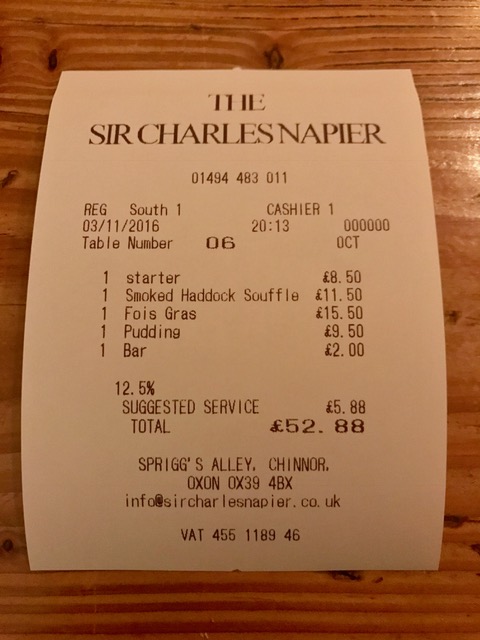 THE
SIR CHARLES NAPIER
01494 483 011
REG South 1 CASHIER 1
03/11/2016 20:13 000000
Table Number 06 OCT
1 starter £8.50
1 Smoked Haddock Souffle £11.50
1 Fois Gras £15.50
1 Pudding £9.50
1 Bar £2.00
12.5%
SUGGESTED SERVICE £5.88
TOTAL £52.88
SPRIGG'S ALLEY, CHINNOR,
OXON OX39 4BX
info@sircharlesnapier.co.uk
VAT 455 1189 46